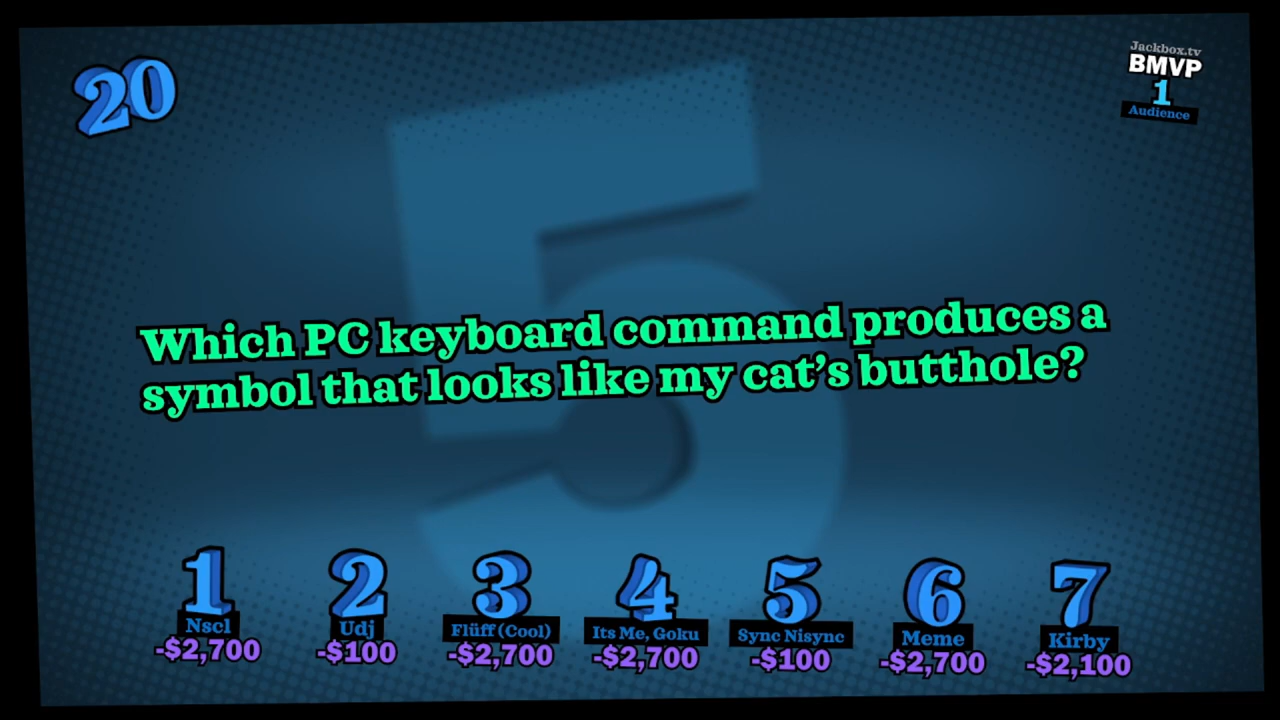 20
Jackbox.tv
BMVP
1
Audience
5
Which PC keyboard command produces a
symbol that looks like my cat's butthole?
1 2 3 4 5 6 7
Nscl Udj Flüff (Cool) Its Me, Goku Sync Nisync Meme Kirby
-$2,700 -$100 -$2,700 -$2,700 -$100 -$2,700 -$2,100